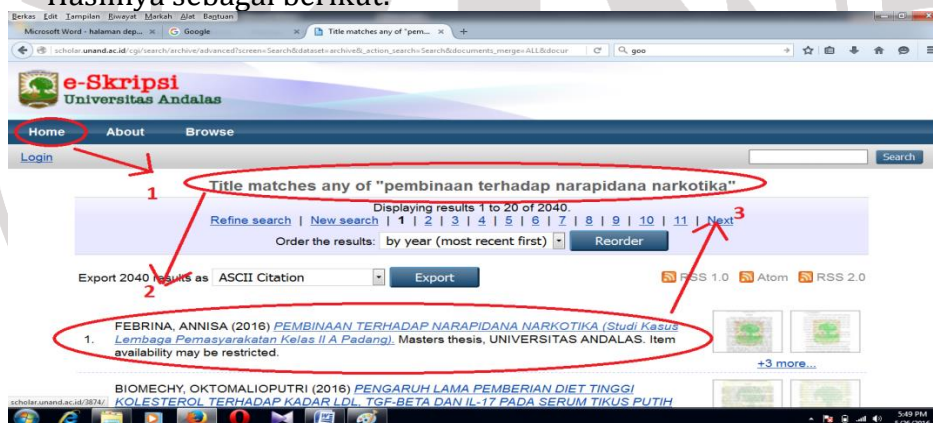 Hasilnya sebagai berikut:
Berkas Edit Tampilan Riwayat Markah Alat Bantuan
Microsoft Word - halaman dep... × Google × Title matches any of "pem... × +
scholar.unand.ac.id/cgi/search/archive/advanced?screen=Search&dataset=archive&_action_search=Search&documents_merge=ALL&documen goo
e-Skripsi
Universitas Andalas
Home About Browse
Login Search
1
Title matches any of "pembinaan terhadap narapidana narkotika"
Displaying results 1 to 20 of 2040.
Refine search | New search | 1 | 2 | 3 | 4 | 5 | 6 | 7 | 8 | 9 | 10 | 11 | Next
3
Order the results: by year (most recent first) Reorder
Export 2040 results as ASCII Citation Export RSS 1.0 Atom RSS 2.0
2
1. FEBRINA, ANNISA (2016) PEMBINAAN TERHADAP NARAPIDANA NARKOTIKA (Studi Kasus
Lembaga Pemasyarakatan Kelas II A Padang). Masters thesis, UNIVERSITAS ANDALAS. Item
availability may be restricted.
+3 more...
BIOMECHY, OKTOMALIOPUTRI (2016) PENGARUH LAMA PEMBERIAN DIET TINGGI
KOLESTEROL TERHADAP KADAR LDL, TGF-BETA DAN IL-17 PADA SERUM TIKUS PUTIH
scholar.unand.ac.id/3874/
5:49 PM